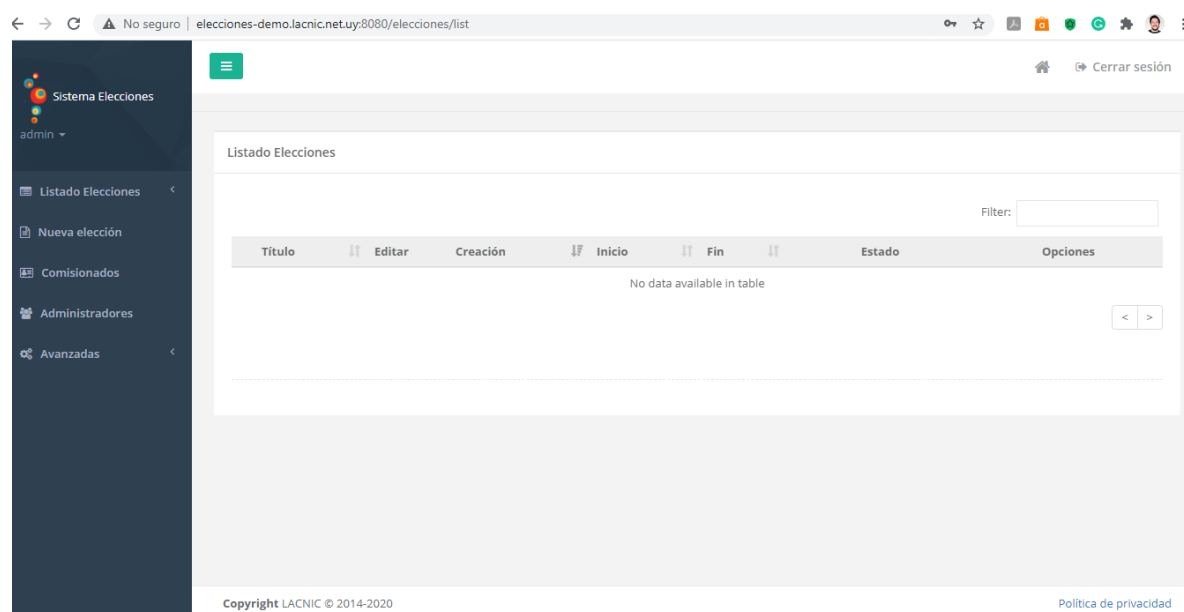 No seguro | elecciones-demo.lacnic.net.uy:8080/elecciones/list
Sistema Elecciones
admin
Cerrar sesión
Listado Elecciones
Nueva elección
Comisionados
Administradores
Avanzadas
Listado Elecciones
Filter:
Título Editar Creación Inicio Fin Estado Opciones
No data available in table
< >
Copyright LACNIC © 2014-2020
Política de privacidad